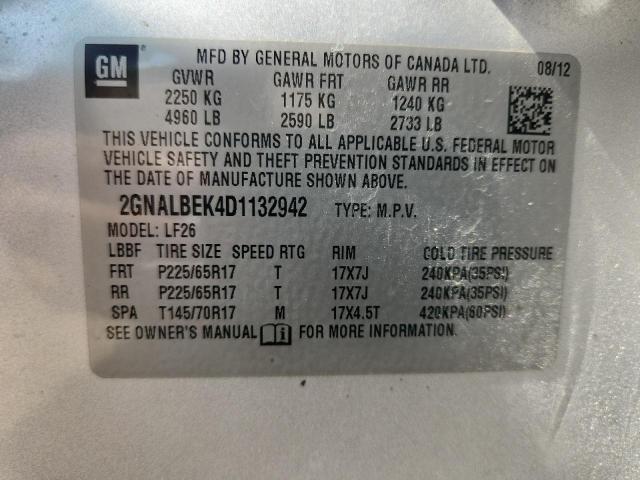 GM
MFD BY GENERAL MOTORS OF CANADA LTD. 08/12
GVWR GAWR FRT GAWR RR
2250 KG 1175 KG 1240 KG
4960 LB 2590 LB 2733 LB
THIS VEHICLE CONFORMS TO ALL APPLICABLE U.S. FEDERAL MOTOR
VEHICLE SAFETY AND THEFT PREVENTION STANDARDS IN EFFECT ON
THE DATE OF MANUFACTURE SHOWN ABOVE.
2GNALBEK4D1132942 TYPE: M.P.V.
MODEL: LF26
LBBF TIRE SIZE SPEED RTG RIM COLD TIRE PRESSURE
FRT P225/65R17 T 17X7J 240KPA(35PSI)
RR P225/65R17 T 17X7J 240KPA(35PSI)
SPA T145/70R17 M 17X4.5T 420KPA(60PSI)
SEE OWNER'S MANUAL FOR MORE INFORMATION.